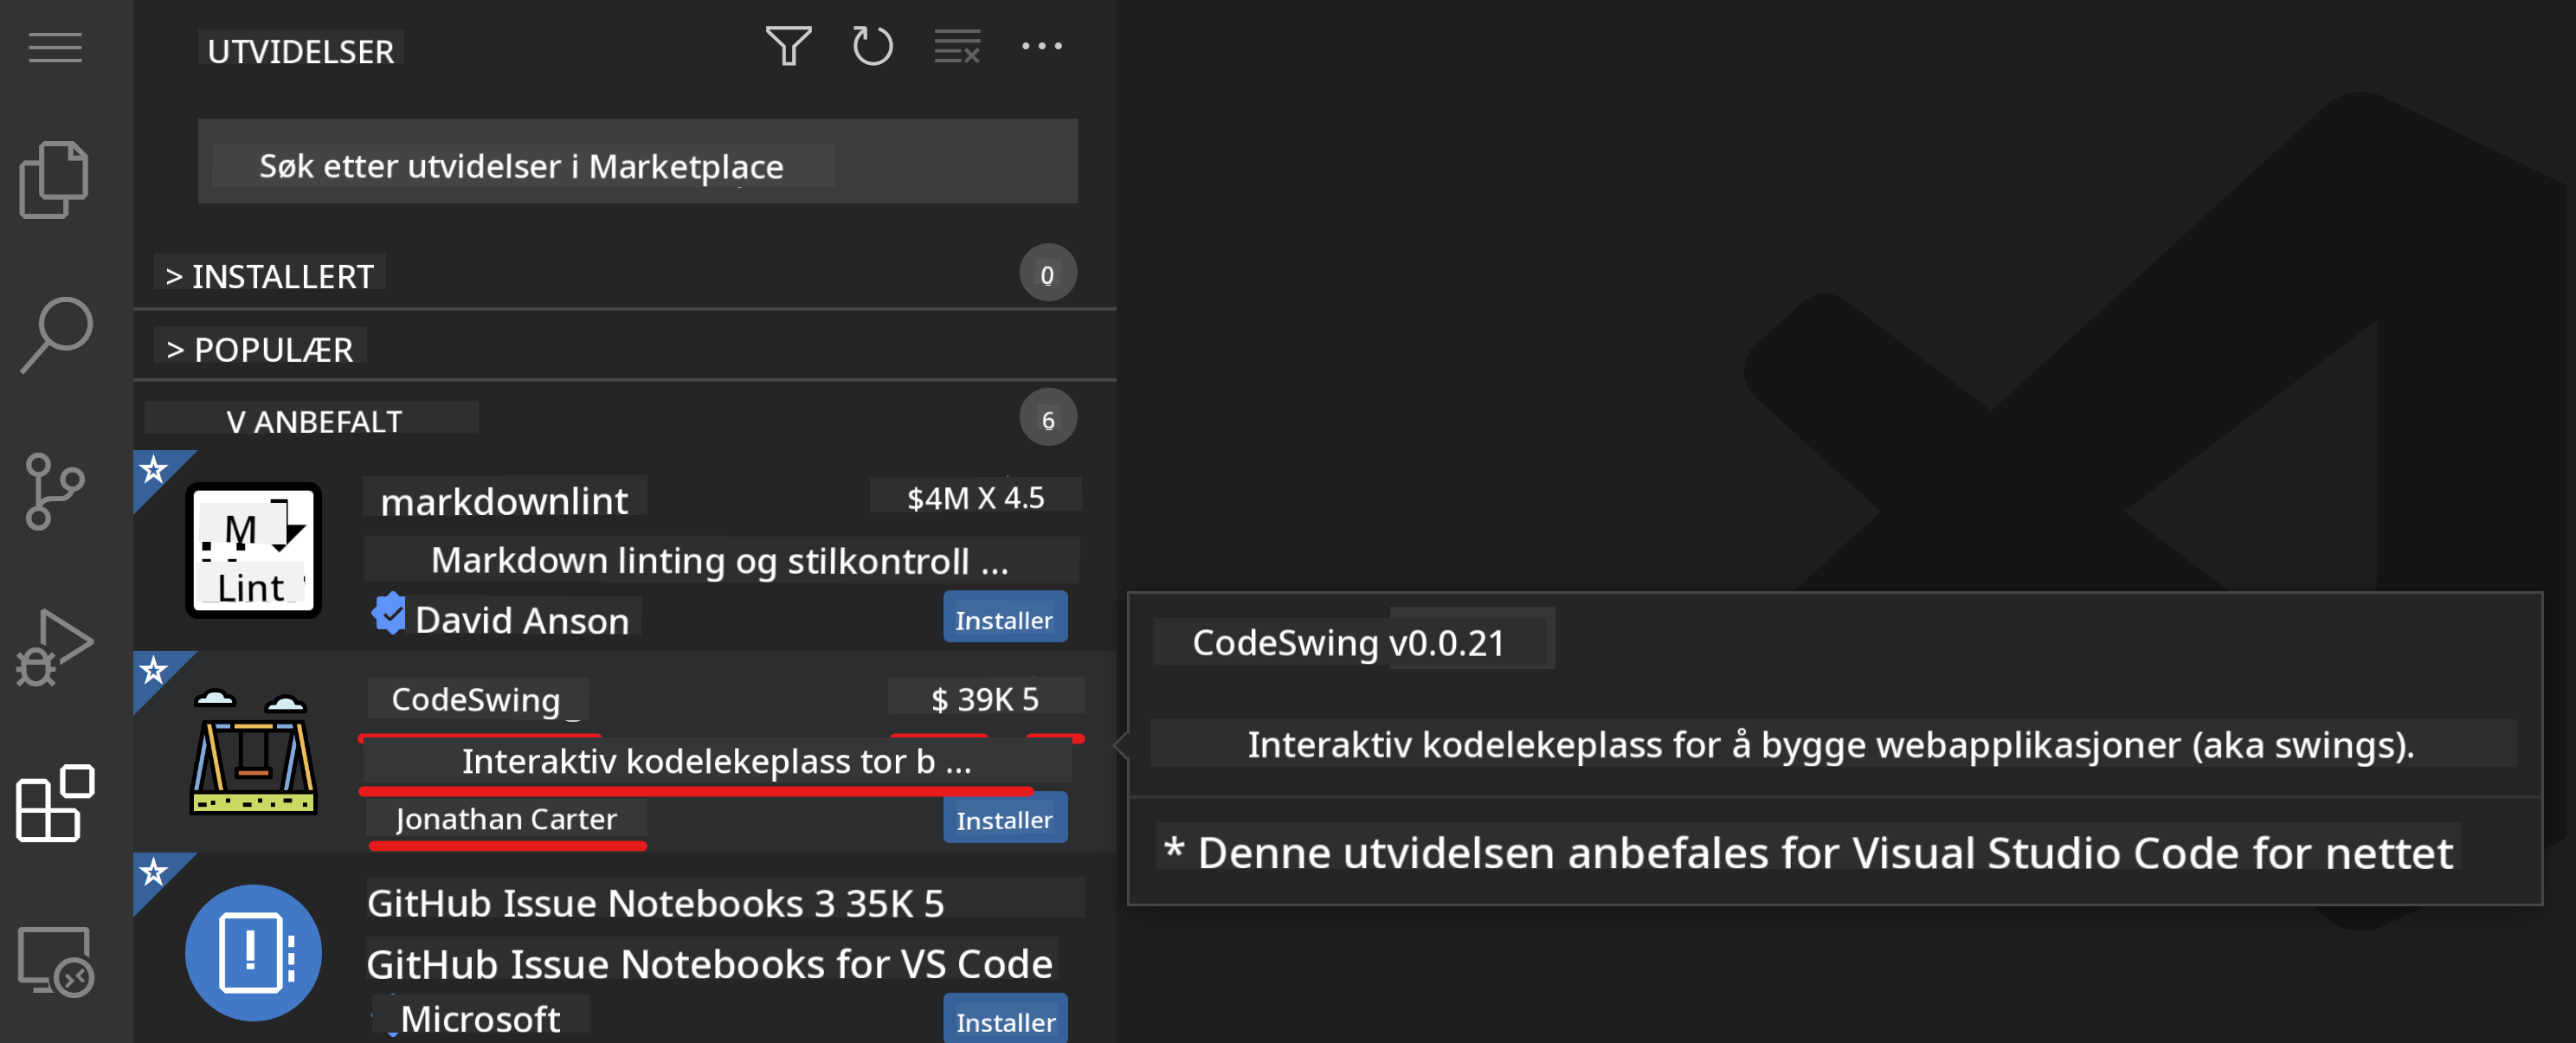 UTVIDELSER
Søk etter utvidelser i Marketplace
> INSTALLERT
0
> POPULÆR
V ANBEFALT
6
M
Lint
markdownlint
$4M X 4.5
Markdown linting og stilkontroll ...
David Anson
Installer
CodeSwing
$ 39K 5
Interaktiv kodelekeplass tor b ...
Jonathan Carter
Installer
GitHub Issue Notebooks 3 35K 5
GitHub Issue Notebooks for VS Code
Microsoft
Installer
CodeSwing v0.0.21
Interaktiv kodelekeplass for å bygge webapplikasjoner (aka swings).
* Denne utvidelsen anbefales for Visual Studio Code for nettet